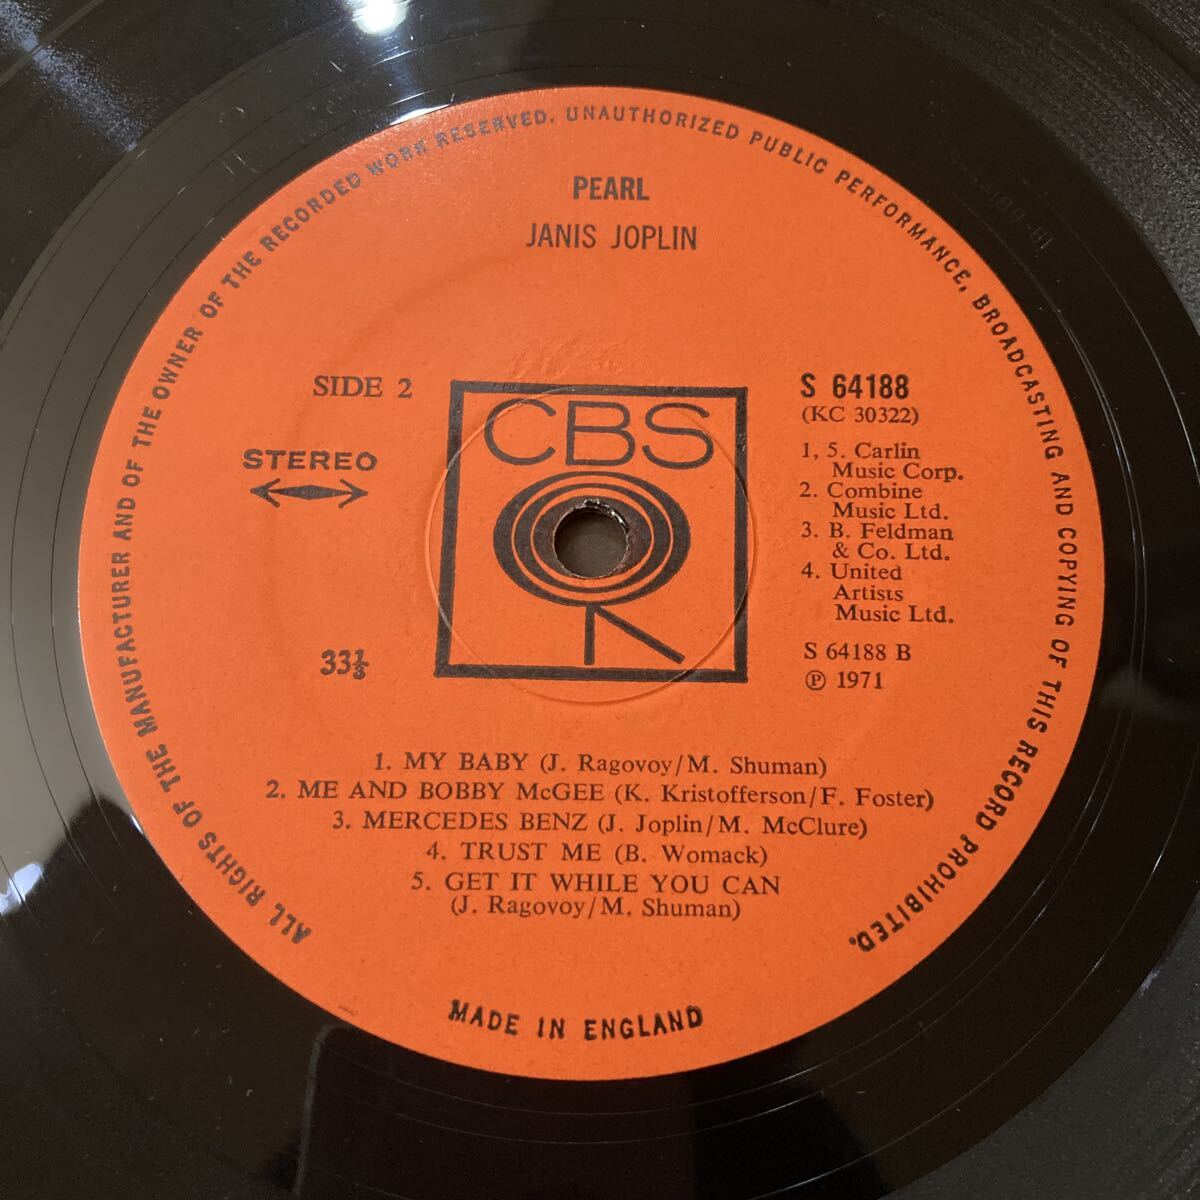 ALL RIGHTS OF THE MANUFACTURER AND OF THE OWNER OF THE RECORDED WORK RESERVED. UNAUTHORIZED PUBLIC PERFORMANCE, BROADCASTING AND COPYING OF THIS RECORD PROHIBITED.
PEARL
JANIS JOPLIN
SIDE 2
STEREO
33⅓
CBS
S 64188
(KC 30322)
1, 5. Carlin
Music Corp.
2. Combine
Music Ltd.
3. B. Feldman
& Co. Ltd.
4. United
Artists
Music Ltd.
S 64188 B
℗ 1971
1. MY BABY (J. Ragovoy/M. Shuman)
2. ME AND BOBBY McGEE (K. Kristofferson/F. Foster)
3. MERCEDES BENZ (J. Joplin/M. McClure)
4. TRUST ME (B. Womack)
5. GET IT WHILE YOU CAN
(J. Ragovoy/M. Shuman)
MADE IN ENGLAND